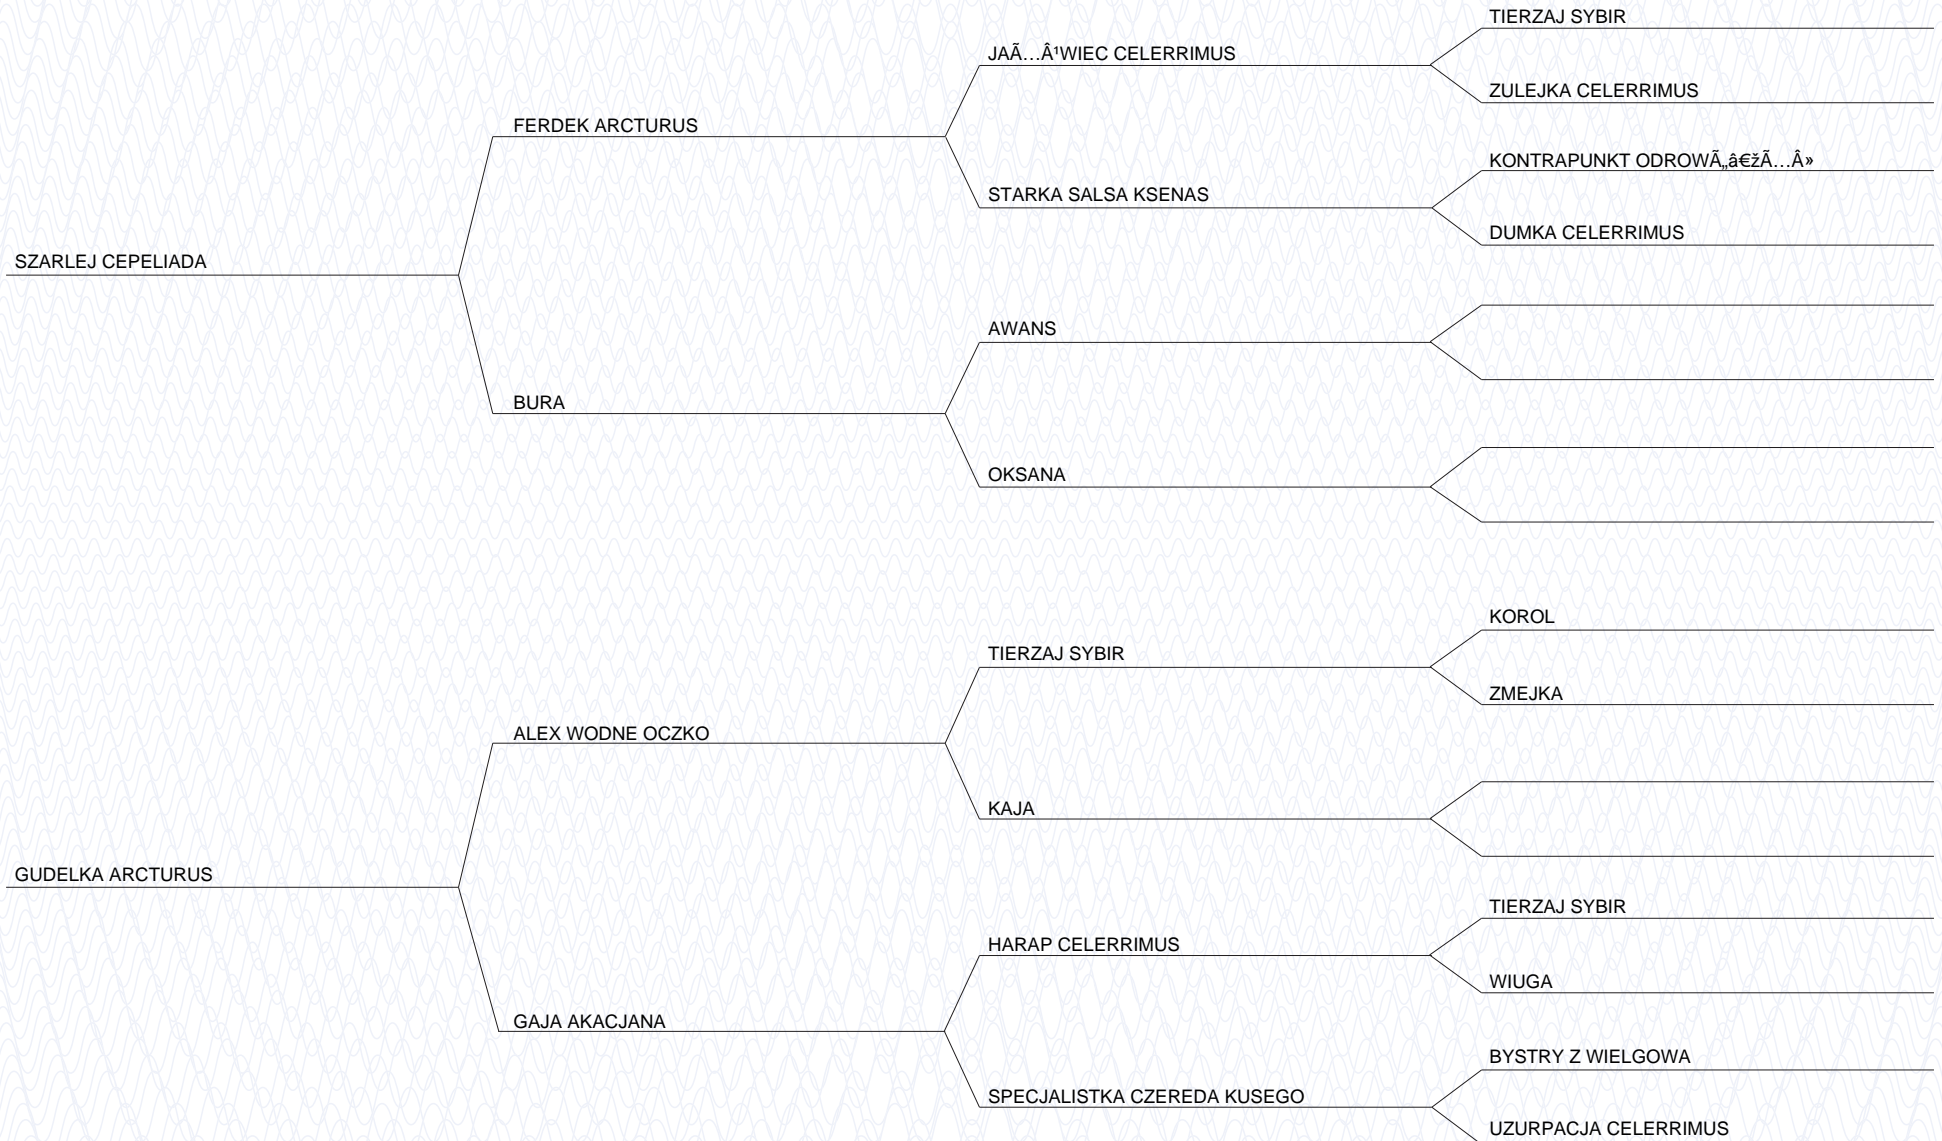 TIERZAJ SYBIR
JAÃ…Â¹WIEC CELERRIMUS
ZULEJKA CELERRIMUS
FERDEK ARCTURUS
KONTRAPUNKT ODROWÃ„â€žÃ…Â»
STARKA SALSA KSENAS
DUMKA CELERRIMUS
SZARLEJ CEPELIADA
AWANS
BURA
OKSANA
KOROL
TIERZAJ SYBIR
ZMEJKA
ALEX WODNE OCZKO
KAJA
GUDELKA ARCTURUS
TIERZAJ SYBIR
HARAP CELERRIMUS
WIUGA
GAJA AKACJANA
BYSTRY Z WIELGOWA
SPECJALISTKA CZEREDA KUSEGO
UZURPACJA CELERRIMUS